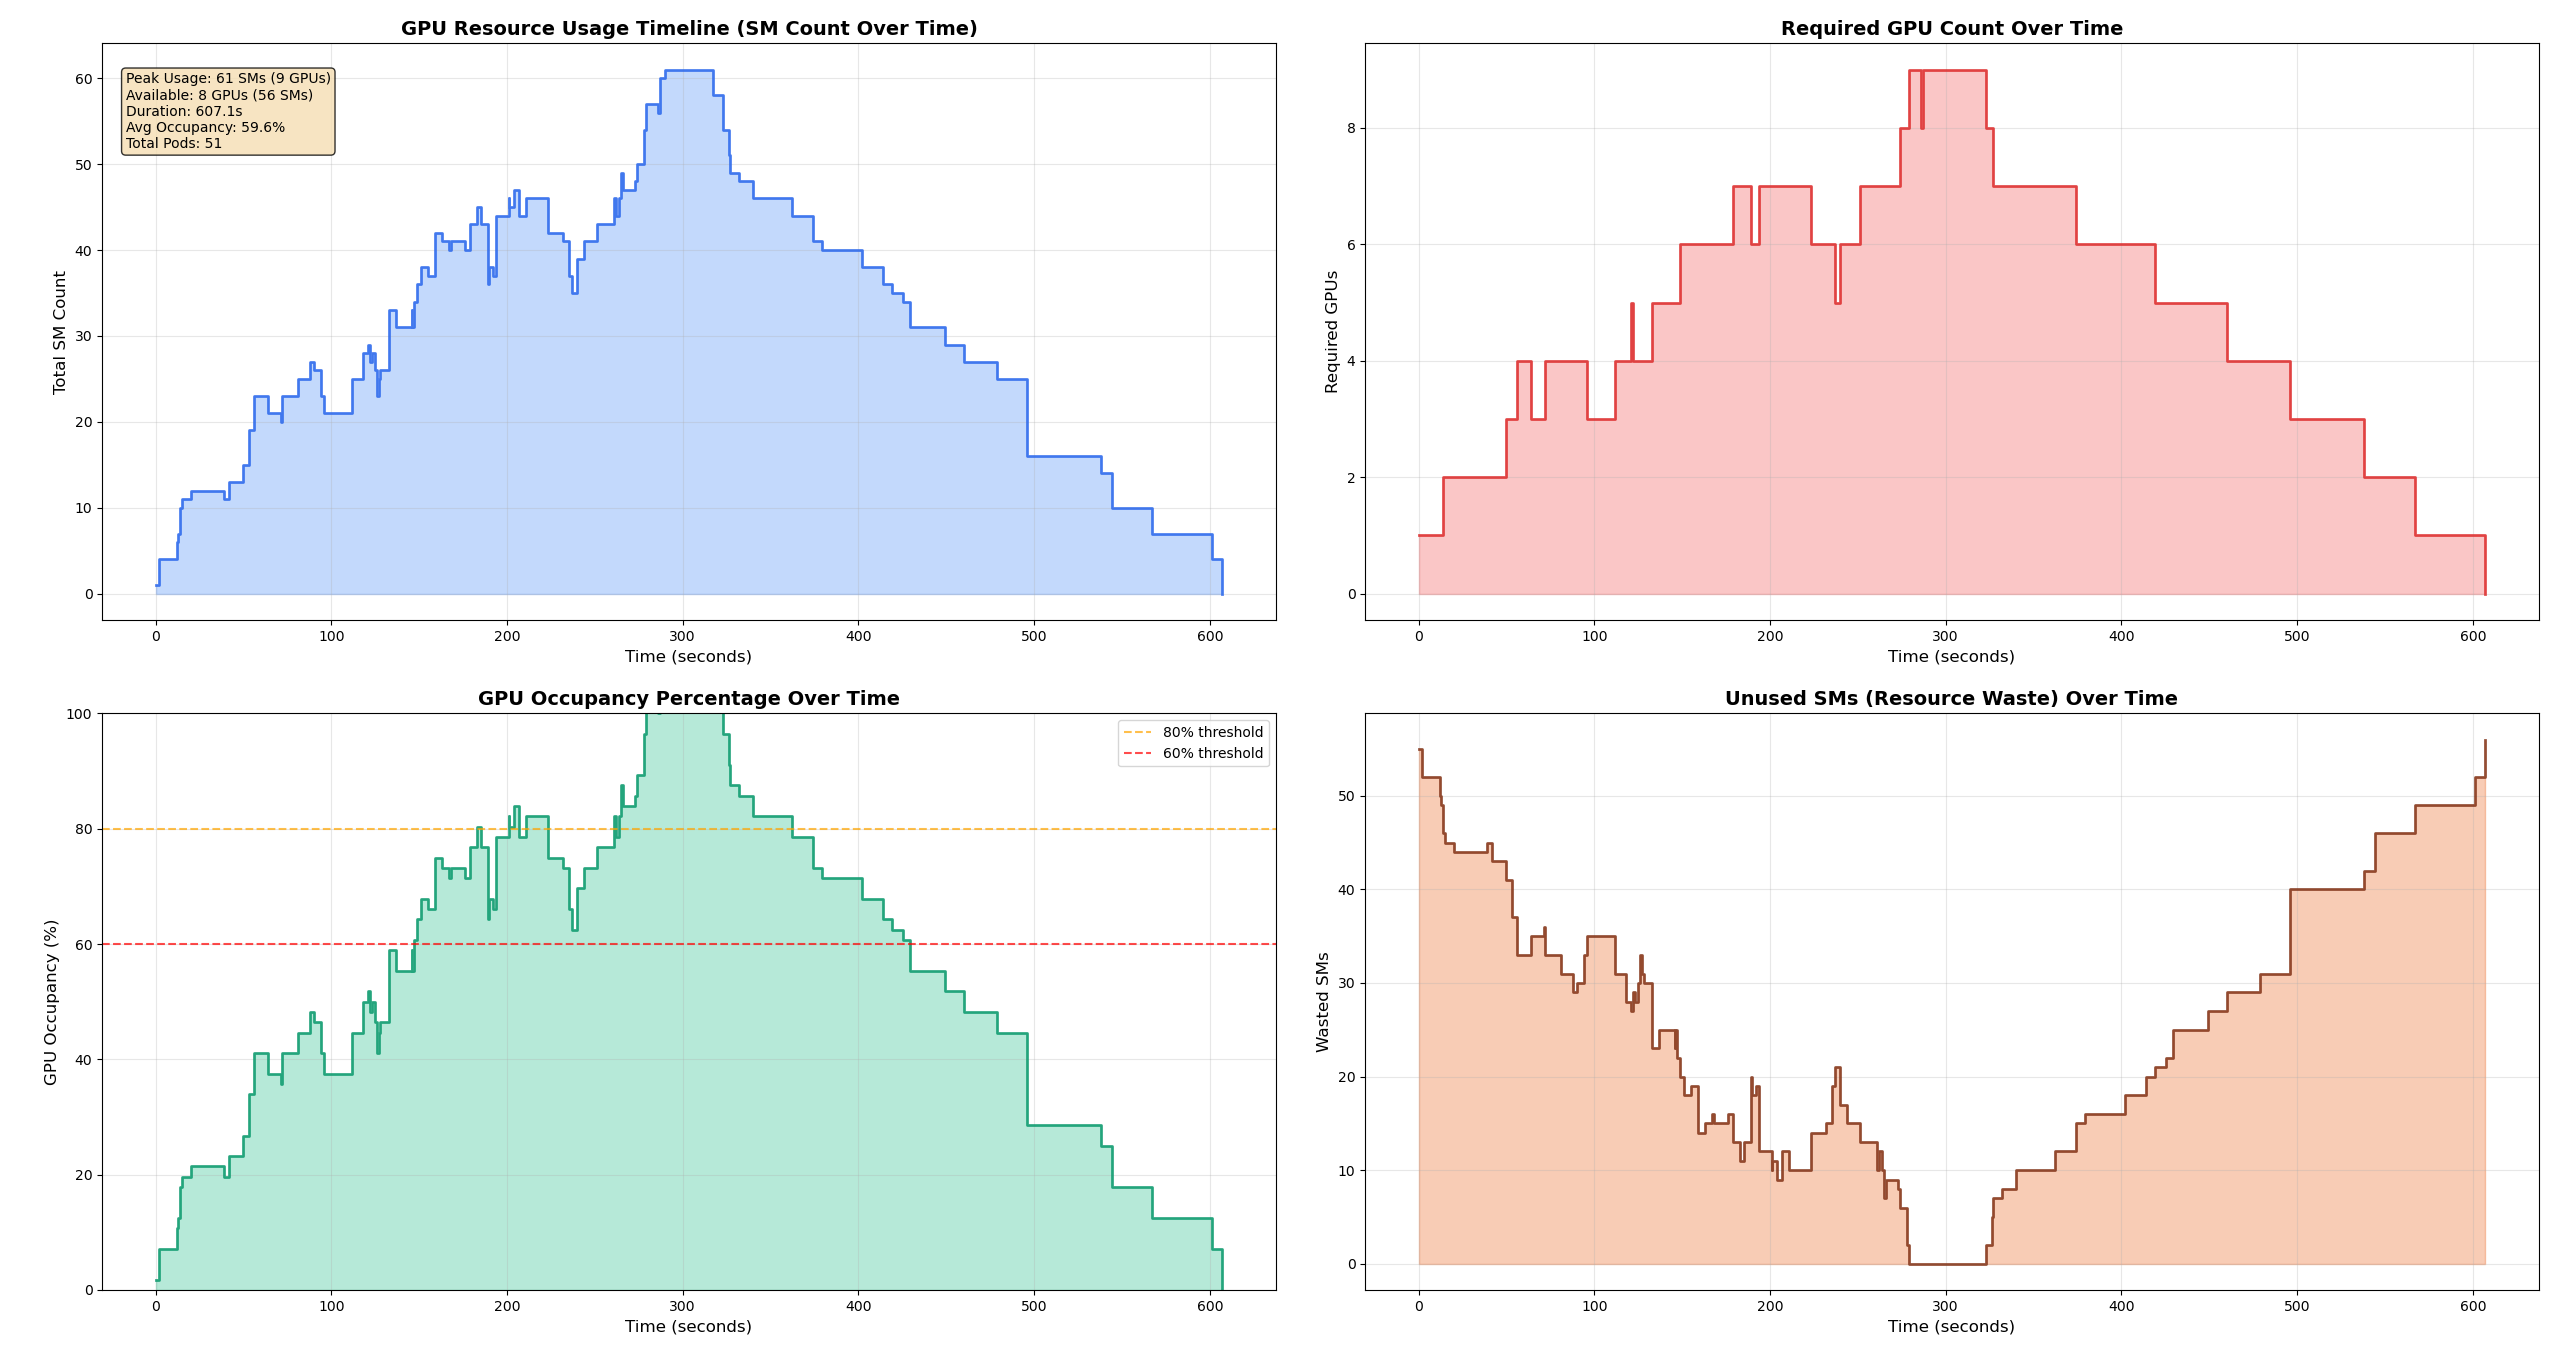 GPU Resource Usage Timeline (SM Count Over Time)
Peak Usage: 61 SMs (9 GPUs)
Available: 8 GPUs (56 SMs)
Duration: 607.1s
Avg Occupancy: 59.6%
Total Pods: 51
Total SM Count
60
50
40
30
20
10
0
0 100 200 300 400 500 600
Time (seconds)
Required GPU Count Over Time
Required GPUs
8
6
4
2
0
0 100 200 300 400 500 600
Time (seconds)
GPU Occupancy Percentage Over Time
80% threshold
60% threshold
GPU Occupancy (%)
100
80
60
40
20
0
0 100 200 300 400 500 600
Time (seconds)
Unused SMs (Resource Waste) Over Time
Wasted SMs
50
40
30
20
10
0
0 100 200 300 400 500 600
Time (seconds)